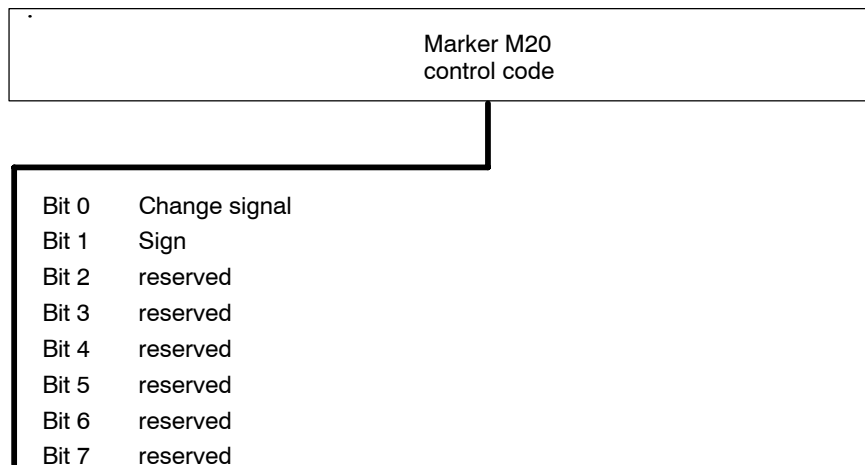 Marker M20
control code
Bit 0 Change signal
Bit 1 Sign
Bit 2 reserved
Bit 3 reserved
Bit 4 reserved
Bit 5 reserved
Bit 6 reserved
Bit 7 reserved